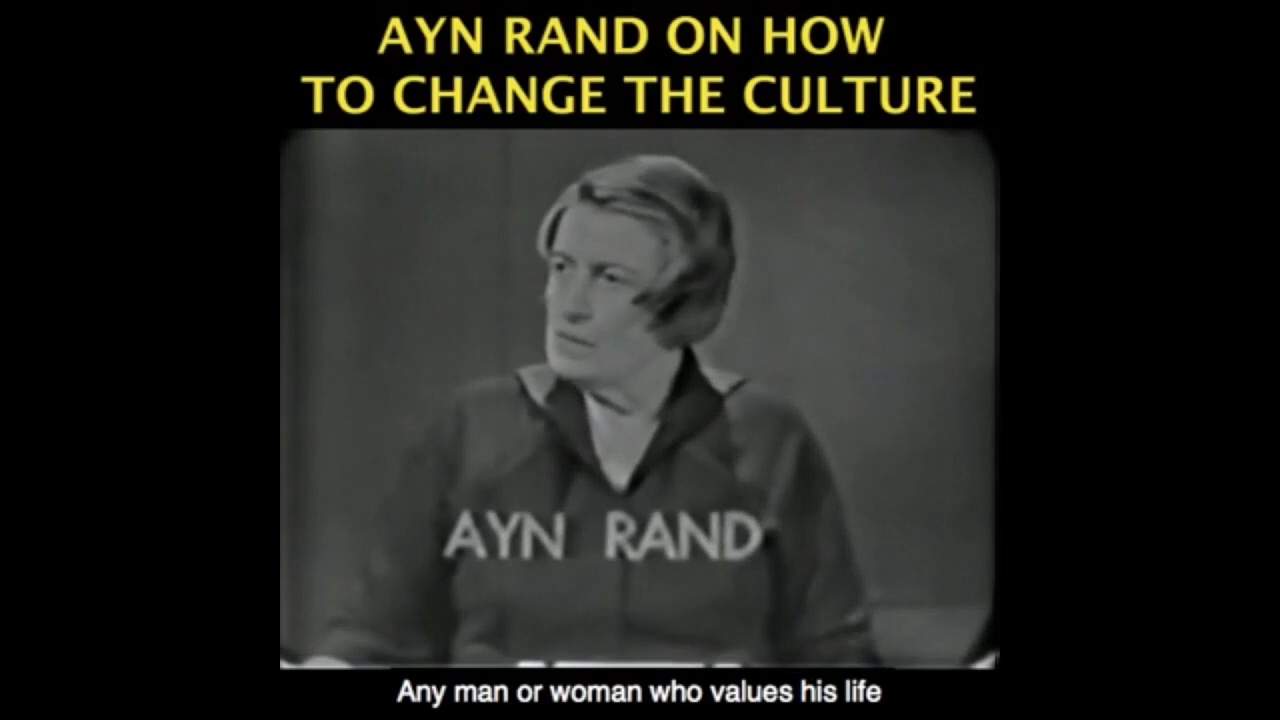 AYN RAND ON HOW
TO CHANGE THE CULTURE
AYN RAND
Any man or woman who values his life